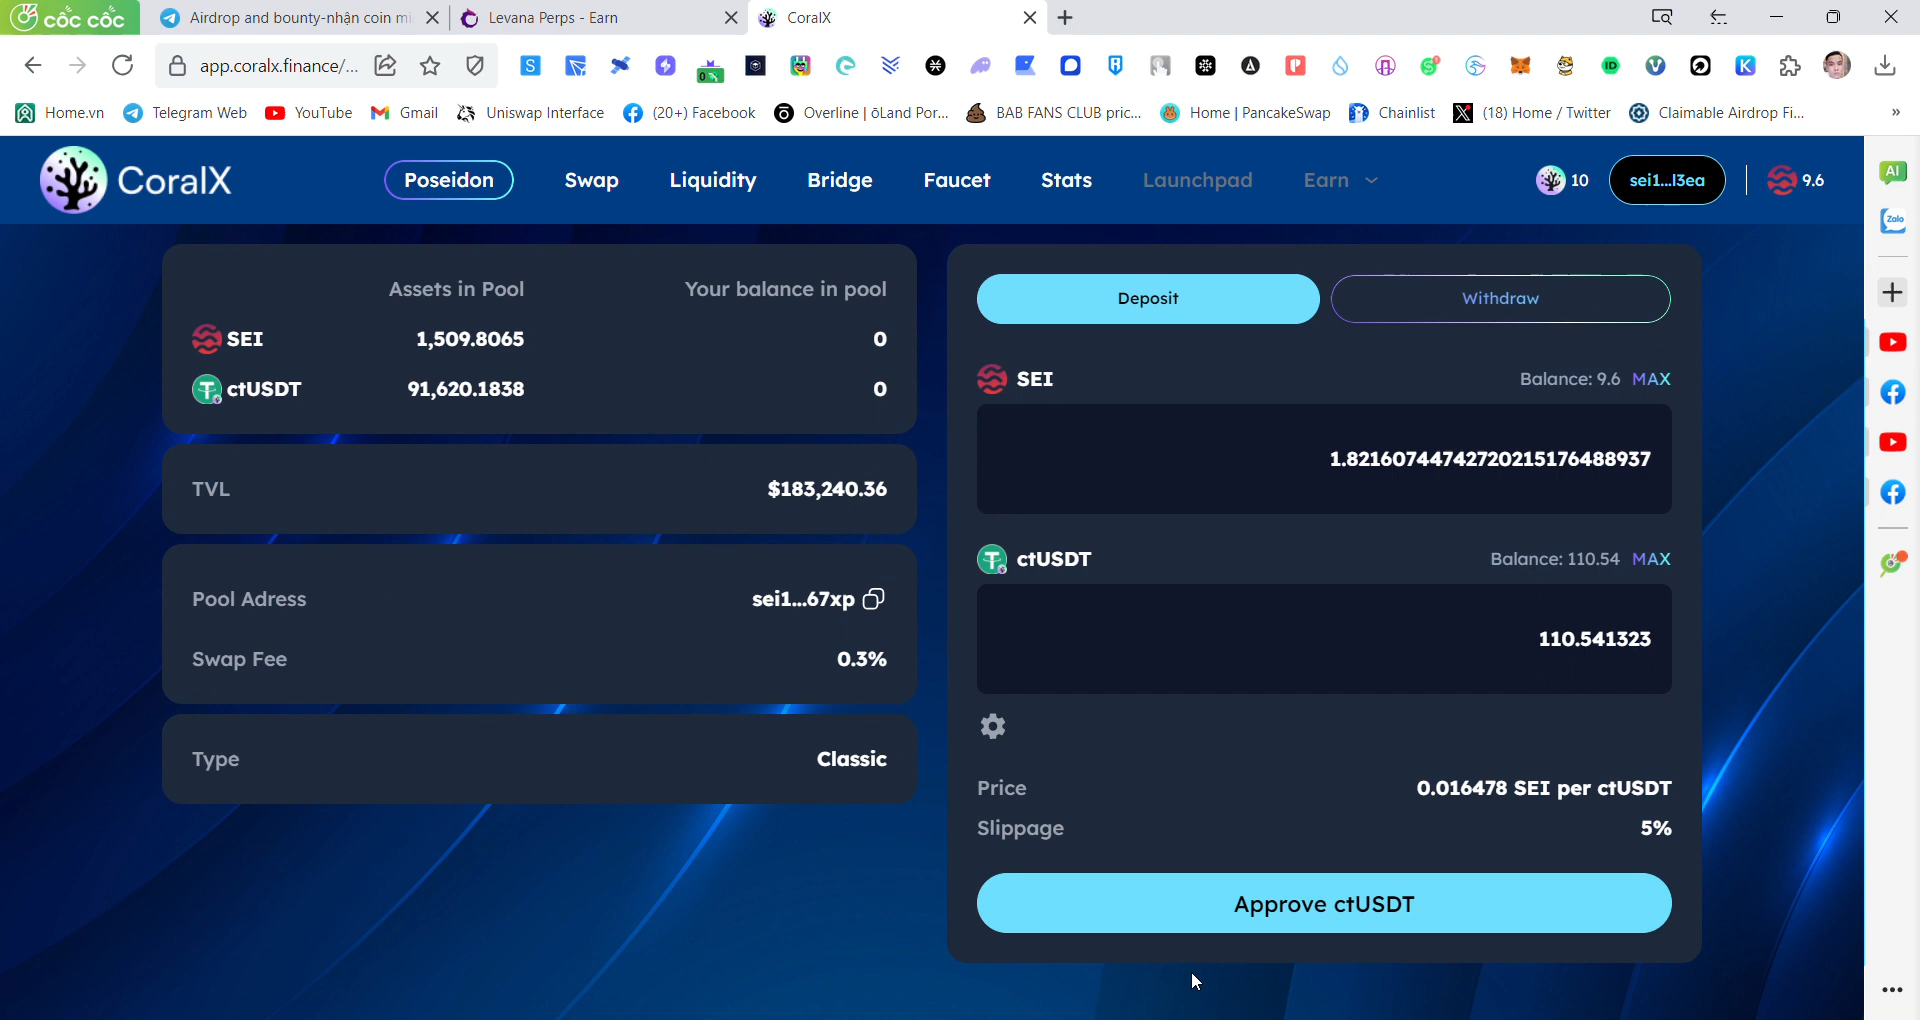 cốc cốc
Airdrop and bounty-nhận coin mi
Levana Perps - Earn
CoralX
app.coralx.finance/...
Home.vn
Telegram Web
YouTube
Gmail
Uniswap Interface
(20+) Facebook
Overline | ōLand Por...
BAB FANS CLUB pric...
Home | PancakeSwap
Chainlist
(18) Home / Twitter
Claimable Airdrop Fi...
»
CoralX
Poseidon
Swap
Liquidity
Bridge
Faucet
Stats
Launchpad
Earn
10
sei1...l3ea
9.6
AI
Zalo
Assets in Pool
Your balance in pool
SEI
1,509.8065
0
ctUSDT
91,620.1838
0
TVL
$183,240.36
Pool Adress
sei1...67xp
Swap Fee
0.3%
Type
Classic
Deposit
Withdraw
SEI
Balance: 9.6 MAX
1.82160744742720215176488937
ctUSDT
Balance: 110.54 MAX
110.541323
Price
0.016478 SEI per ctUSDT
Slippage
5%
Approve ctUSDT